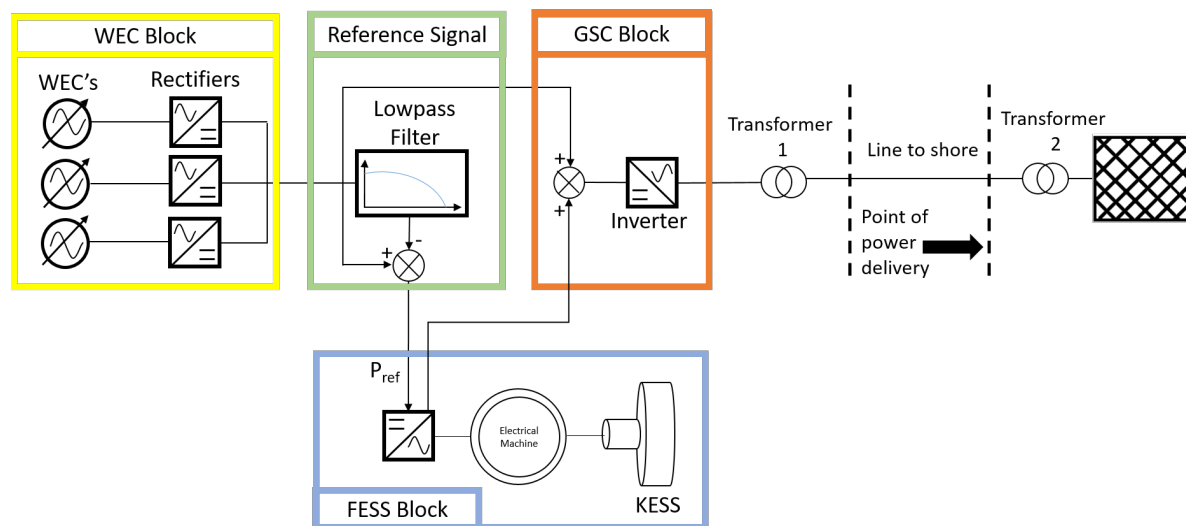 WEC Block
WEC's
Rectifiers
Reference Signal
Lowpass
Filter
+
-
GSC Block
+
+
Inverter
Transformer
1
Line to shore
Point of
power
delivery
Transformer
2
Pref
Electrical
Machine
KESS
FESS Block